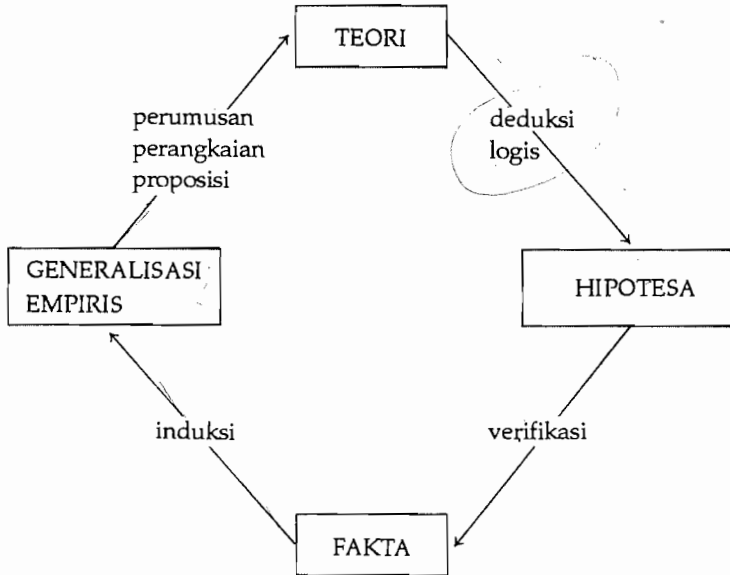 TEORI
perumusan
perangkaian
proposisi
deduksi
logis
GENERALISASI
EMPIRIS
HIPOTESA
induksi
verifikasi
FAKTA